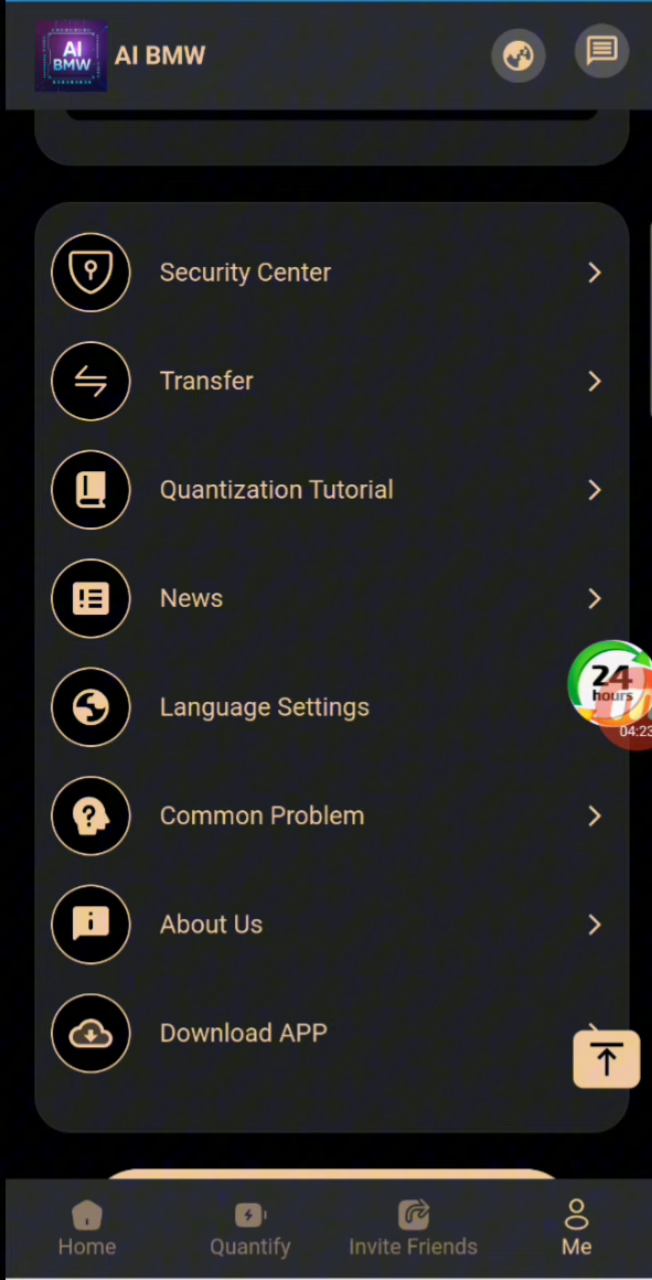 AI
BMW
AI BMW
Security Center
Transfer
Quantization Tutorial
News
24
hours
04:23
Language Settings
Common Problem
About Us
Download APP
Home
Quantify
Invite Friends
Me